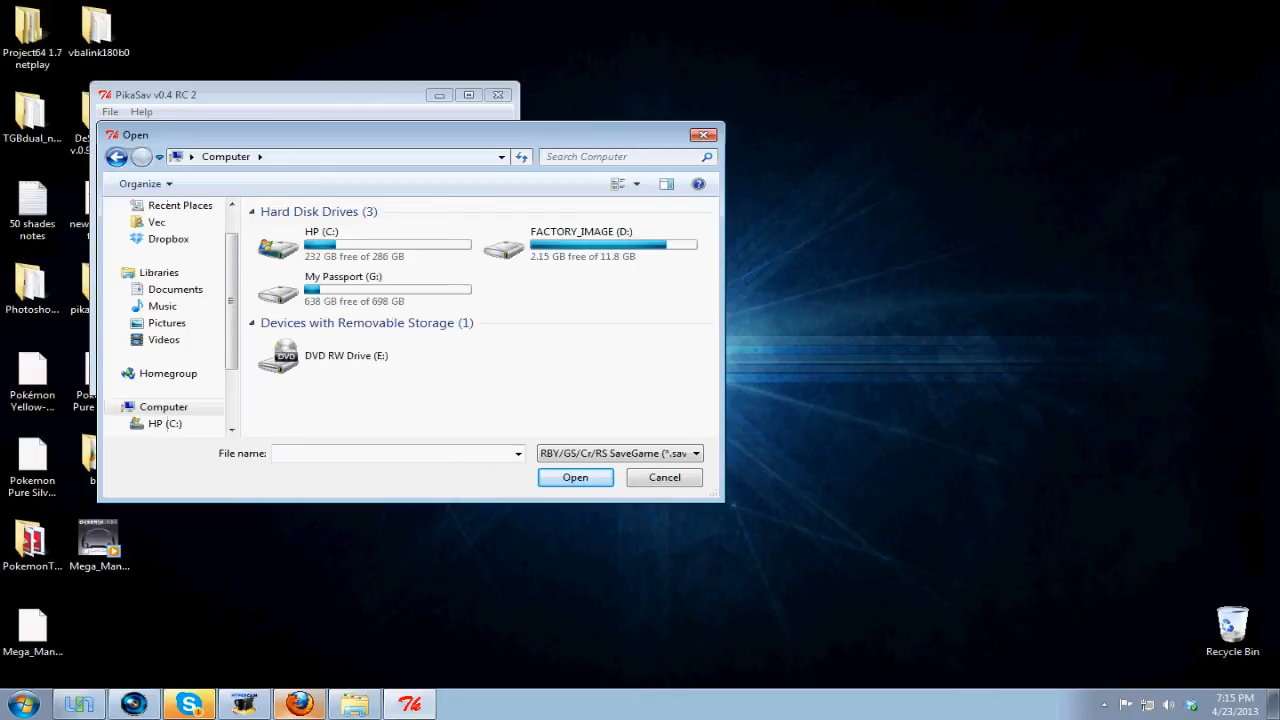 Project64 1.7
netplay
vbalink180b0
TGBdual_n...
50 shades
notes
Photosho...
Pokémon
Yellow-...
Pokemon
Pure Silv...
PokemonT...
Mega_Man...
Mega_Man...
PikaSav v0.4 RC 2
File Help
Open
Computer
Search Computer
Organize
Recent Places
Vec
Dropbox
Libraries
Documents
Music
Pictures
Videos
Homegroup
Computer
HP (C:)
Hard Disk Drives (3)
HP (C:)
232 GB free of 286 GB
FACTORY_IMAGE (D:)
2.15 GB free of 11.8 GB
My Passport (G:)
638 GB free of 698 GB
Devices with Removable Storage (1)
DVD
DVD RW Drive (E:)
File name:
RBY/GS/Cr/RS SaveGame (*.sav
Open Cancel
Recycle Bin
HYPERCAM
7:15 PM
4/23/2013